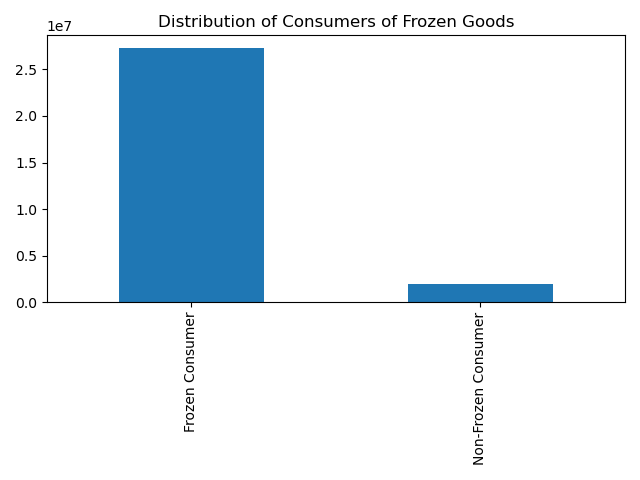 Distribution of Consumers of Frozen Goods
1e7
2.5
2.0
1.5
1.0
0.5
0.0
Frozen Consumer
Non-Frozen Consumer